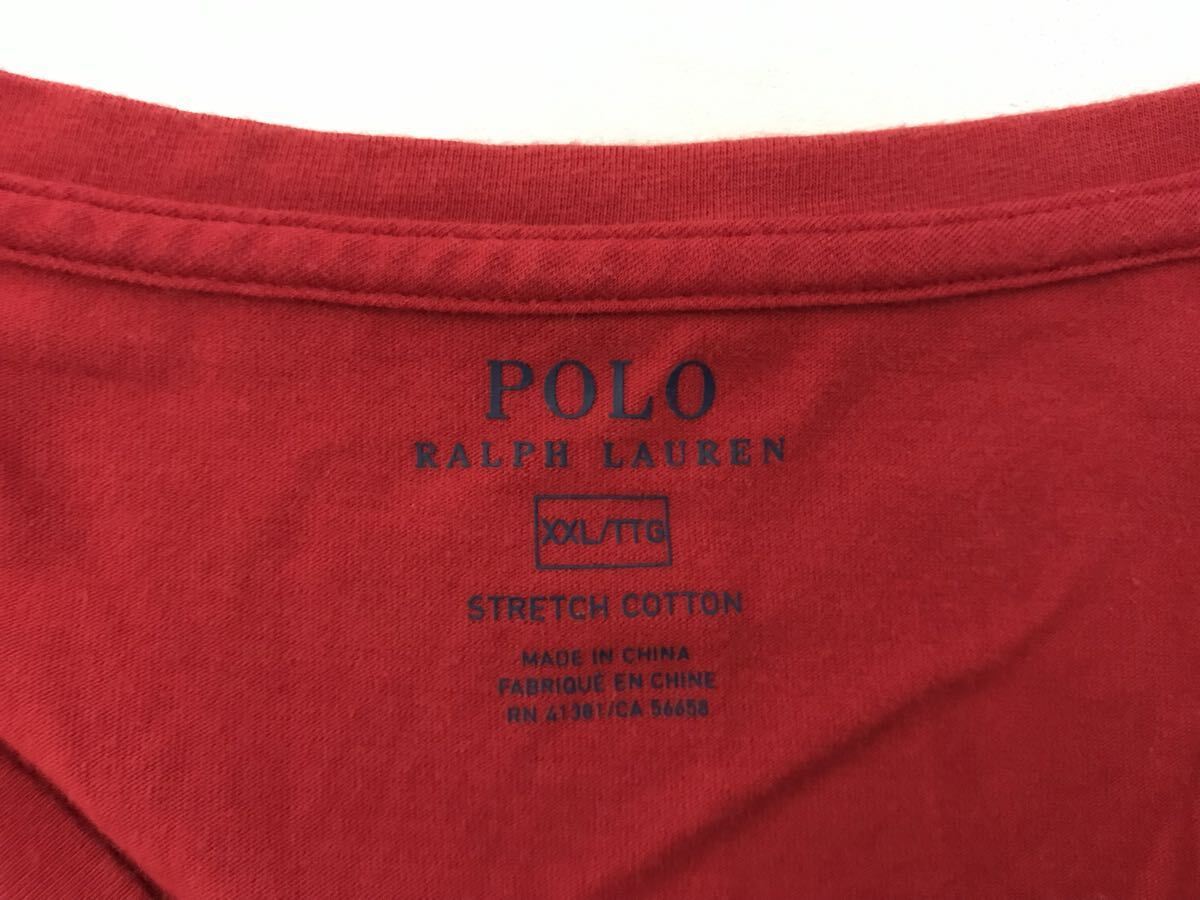 POLO
RALPH LAUREN
XXL/TTG
STRETCH COTTON
MADE IN CHINA
FABRIQUÉ EN CHINE
RN 41381/CA 56658